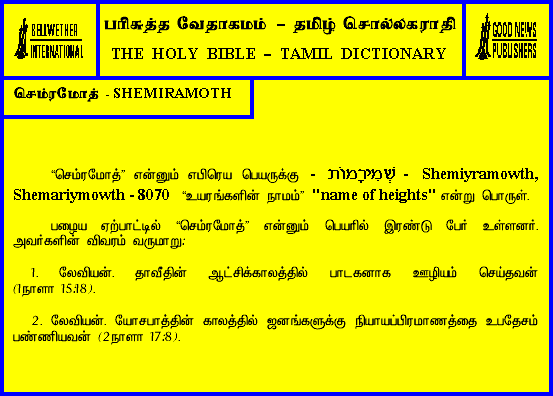 BELLWETHER
INTERNATIONAL
பரிசுத்த வேதாகமம் – தமிழ் சொல்லகராதி
THE HOLY BIBLE – TAMIL DICTIONARY
GOOD NEWS
PUBLISHERS
செம்ரமோத் - SHEMIRAMOTH
“செம்ரமோத்” என்னும் எபிரெய பெயருக்கு - שְׁמִירָמוֹת - Shemiyramowth,
Shemariymowth - 8070 “உயரங்களின் நாமம்” "name of heights" என்று பொருள்.
பழைய ஏற்பாட்டில் “செம்ரமோத்” என்னும் பெயரில் இரண்டு பேர் உள்ளனர்.
அவர்களின் விவரம் வருமாறு:
1. லேவியன். தாவீதின் ஆட்சிக்காலத்தில் பாடகனாக ஊழியம் செய்தவன்
(1நாளா 15:18).
2. லேவியன். யோசபாத்தின் காலத்தில் ஜனங்களுக்கு நியாயப்பிரமாணத்தை உபதேசம்
பண்ணியவன் (2நாளா 17:8).